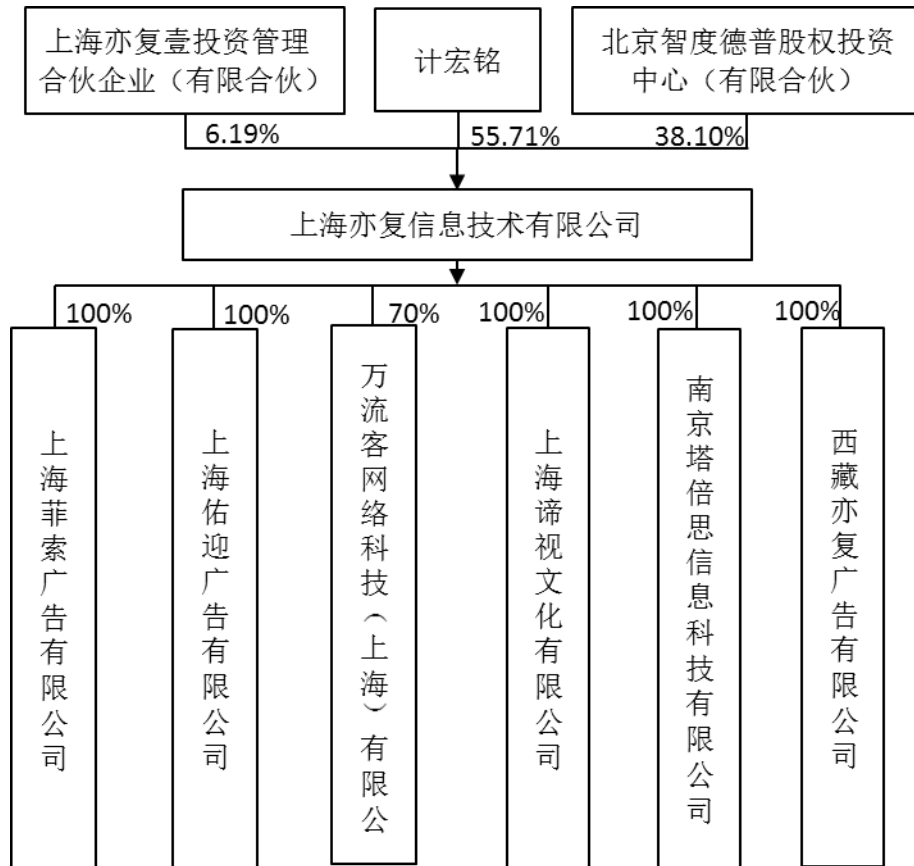 上海亦复壹投资管理
合伙企业（有限合伙）
计宏铭
北京智度德普股权投资
中心（有限合伙）
6.19%
55.71%
38.10%
上海亦复信息技术有限公司
100%
100%
70%
100%
100%
100%
上海菲索广告有限公司
上海佑迎广告有限公司
万流客网络科技（上海）有限公
上海谛视文化有限公司
南京塔倍思信息科技有限公司
西藏亦复广告有限公司